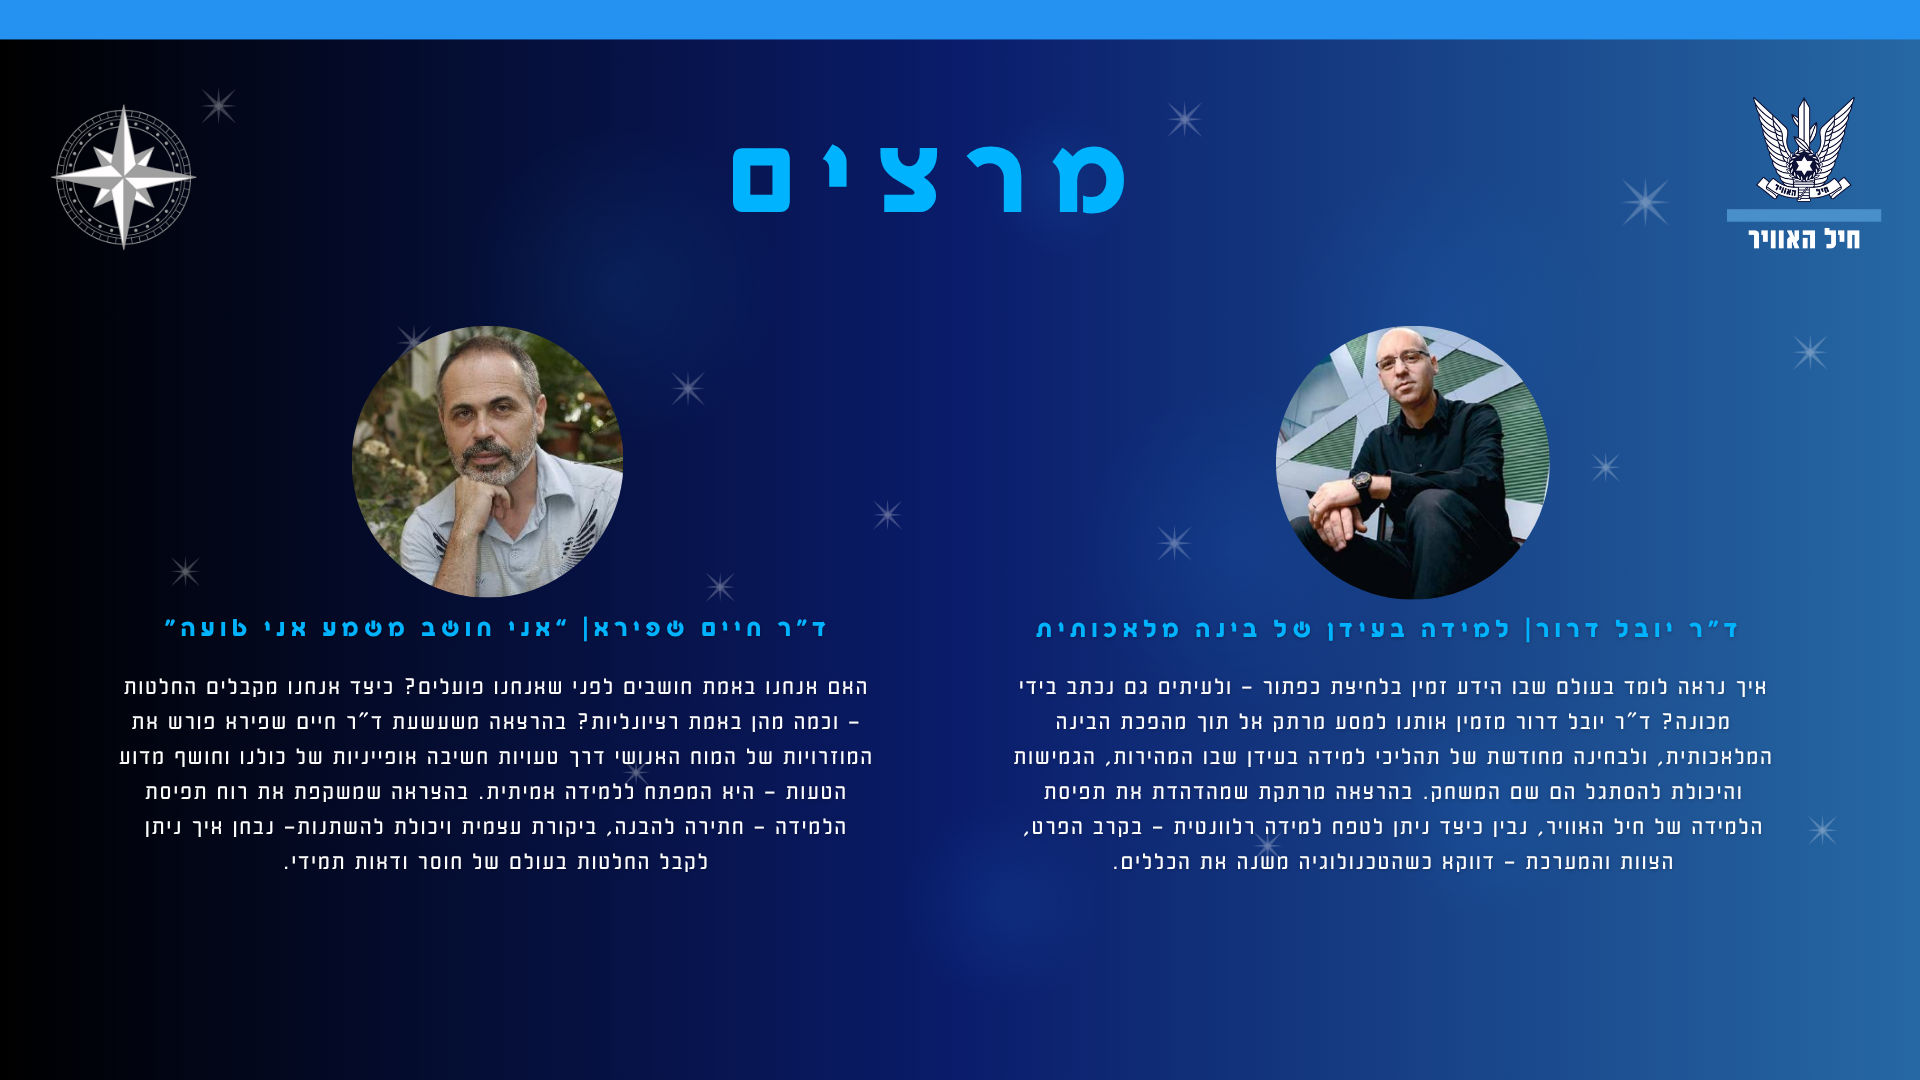 מרצים
חיל האוויר
חיל האוויר
ד"ר יובל דרור| למידה בעידן של בינה מלאכותית
איך נראה לומד בעולם שבו הידע זמין בלחיצת כפתור – ולעיתים גם נכתב בידי
מכונה? ד"ר יובל דרור מזמין אותנו למסע מרתק אל תוך מהפכת הבינה
המלאכותית, ולבחינה מחודשת של תהליכי למידה בעידן שבו המהירות, הגמישות
והיכולת להסתגל הם שם המשחק. בהרצאה מרתקת שמהדהדת את תפיסת
הלמידה של חיל האוויר, נבין כיצד ניתן לטפח למידה רלוונטית – בקרב הפרט,
הצוות והמערכת – דווקא כשהטכנולוגיה משנה את הכללים.
ד"ר חיים שפירא| “אני חושב משמע אני טועה”
האם אנחנו באמת חושבים לפני שאנחנו פועלים? כיצד אנחנו מקבלים החלטות
– וכמה מהן באמת רציונליות? בהרצאה משעשעת ד"ר חיים שפירא פורש את
המוזרויות של המוח האנושי דרך טעויות חשיבה אופייניות של כולנו וחושף מדוע
הטעות – היא המפתח ללמידה אמיתית. בהצראה שמשקפת את רוח תפיסת
הלמידה – חתירה להבנה, ביקורת עצמית ויכולת להשתנות– נבחן איך ניתן
לקבל החלטות בעולם של חוסר ודאות תמידי.